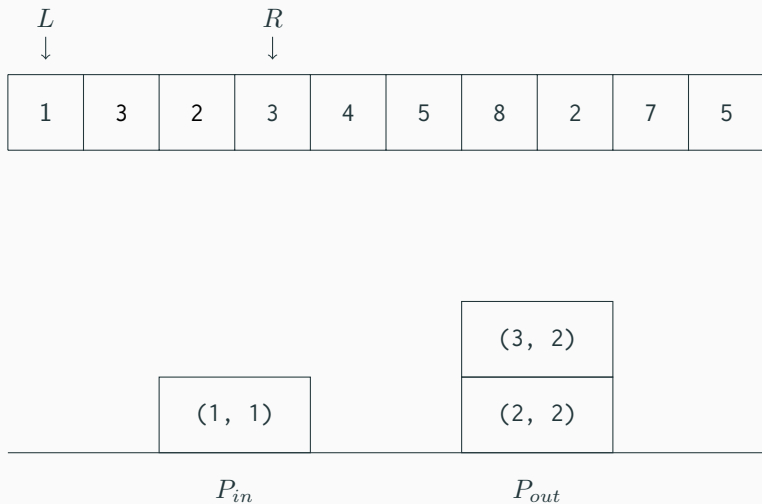 L R
↓ ↓
1 3 2 3 4 5 8 2 7 5
(3, 2)
(1, 1) (2, 2)
P_in P_out